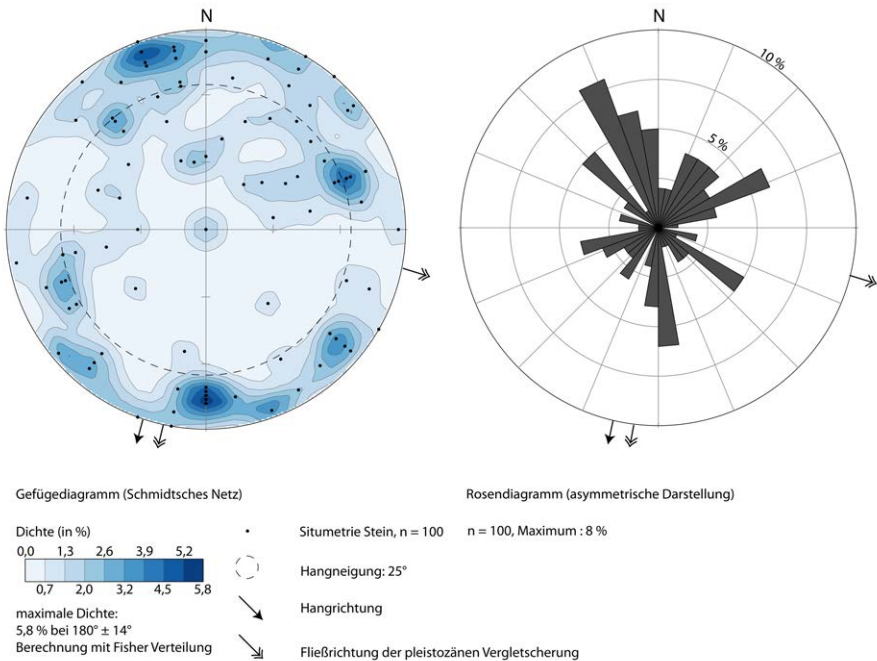 N
N
10 %
5 %
Gefügediagramm (Schmidtsches Netz)
Rosendiagramm (asymmetrische Darstellung)
Dichte (in %)
0,0 1,3 2,6 3,9 5,2
0,7 2,0 3,2 4,5 5,8
maximale Dichte:
5,8 % bei 180° ± 14°
Berechnung mit Fisher Verteilung
Situmetrie Stein, n = 100
Hangneigung: 25°
Hangrichtung
Fließrichtung der pleistozänen Vergletscherung
n = 100, Maximum : 8 %